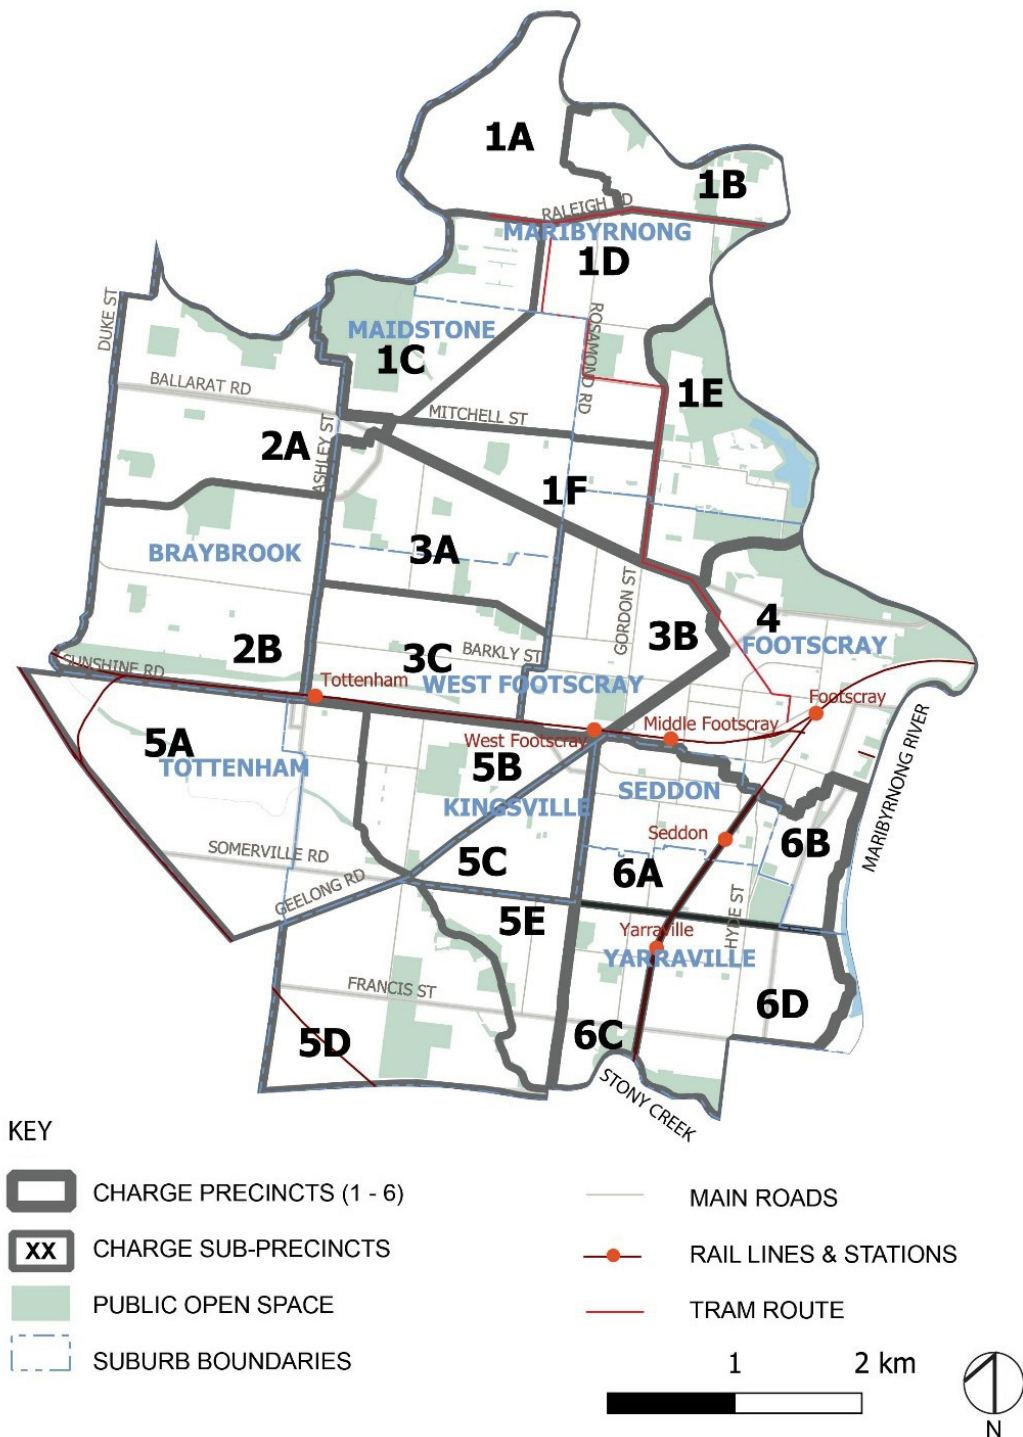 1A
1B
RALEIGH RD
MARIBYRNONG
1D
DUKE ST
ROSAMOND RD
MAIDSTONE
1C
BALLARAT RD
1E
MITCHELL ST
ASHLEY ST
2A
1F
BRAYBROOK
3A
GORDON ST
4
3B
FOOTSCRAY
2B
3C
BARKLY ST
SUNSHINE RD
WEST FOOTSCRAY
Tottenham
Footscray
Middle Footscray
West Footscray
MARIBYRNONG RIVER
5A
TOTTENHAM
5B
SEDDON
KINGSVILLE
Seddon
6B
SOMERVILLE RD
5C
6A
GEELONG RD
5E
HYDE ST
Yarraville
YARRAVILLE
FRANCIS ST
6D
5D
6C
STONY CREEK
KEY
CHARGE PRECINCTS (1 - 6)
MAIN ROADS
XX
CHARGE SUB-PRECINCTS
RAIL LINES & STATIONS
PUBLIC OPEN SPACE
TRAM ROUTE
SUBURB BOUNDARIES
1
2 km
N